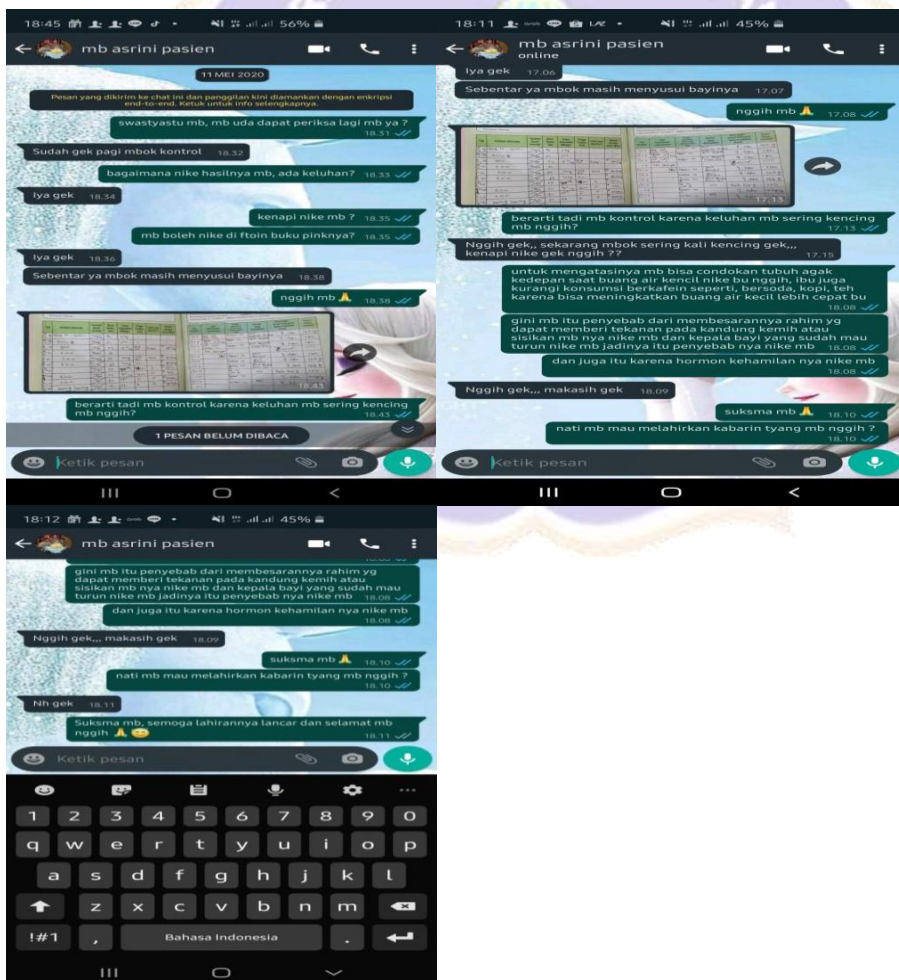 18:45
56%
mb asrini pasien
11 MEI 2020
Pesan yang dikirim ke chat ini dan panggilan kini diamankan dengan enkripsi
end-to-end. Ketuk untuk info selengkapnya.
swastyastu mb, mb uda dapat periksa lagi mb ya ?
18.31
Sudah gek pagi mbok kontrol 18.32
bagaimana nike hasilnya mb, ada keluhan? 18.33
Iya gek 18.34
kenapi nike mb ? 18.35
mb boleh nike di ftoin buku pinknya? 18.35
Iya gek 18.36
Sebentar ya mbok masih menyusui bayinya 18.38
nggih mb 🙏 18.38
18.43
berarti tadi mb kontrol karena keluhan mb sering kencing
mb nggih? 18.43
1 PESAN BELUM DIBACA
Ketik pesan
18:11
45%
mb asrini pasien
online
Iya gek 17.06
Sebentar ya mbok masih menyusui bayinya 17.07
nggih mb 🙏 17.08
17.13
berarti tadi mb kontrol karena keluhan mb sering kencing
mb nggih? 17.13
Nggih gek,, sekarang mbok sering kali kencing gek,,,
kenapi nike gek nggih ?? 17.15
untuk mengatasinya mb bisa condokan tubuh agak
kedepan saat buang air kencil nike bu nggih, ibu juga
kurangi konsumsi berkafein seperti, bersoda, kopi, teh
karena bisa meningkatkan buang air kecil lebih cepat bu
18.08
gini mb itu penyebab dari membesarannya rahim yg
dapat memberi tekanan pada kandung kemih atau
sisikan mb nya nike mb dan kepala bayi yang sudah mau
turun nike mb jadinya itu penyebab nya nike mb 18.08
dan juga itu karena hormon kehamilan nya nike mb
18.08
Nggih gek,,, makasih gek 18.09
suksma mb 🙏 18.10
nati mb mau melahirkan kabarin tyang mb nggih ?
18.10
Ketik pesan
18:12
45%
mb asrini pasien
gini mb itu penyebab dari membesarannya rahim yg
dapat memberi tekanan pada kandung kemih atau
sisikan mb nya nike mb dan kepala bayi yang sudah mau
turun nike mb jadinya itu penyebab nya nike mb 18.08
dan juga itu karena hormon kehamilan nya nike mb
18.08
Nggih gek,,, makasih gek 18.09
suksma mb 🙏 18.10
nati mb mau melahirkan kabarin tyang mb nggih ?
18.10
Nh gek 18.11
Suksma mb, semoga lahirannya lancar dan selamat mb
nggih 🙏 😊 18.11
Ketik pesan
1 2 3 4 5 6 7 8 9 0
q w e r t y u i o p
a s d f g h j k l
z x c v b n m
!#1 , Bahasa Indonesia .